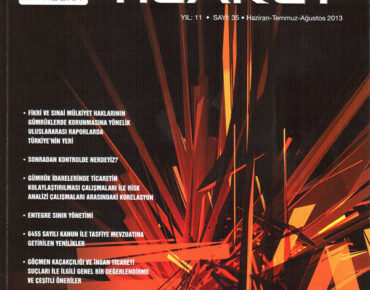 YIL: 11 • SAYI: 35 • Haziran-Temmuz-Ağustos 2013
• FİKRİ VE SINAİ MÜLKİYET HAKLARININ
GÜMRÜKLERDE KORUNMASINA YÖNELİK
ULUSLARARASI RAPORLARDA
TÜRKİYE'NİN YERİ
• SONRADAN KONTROLDE NERDEYİZ?
• GÜMRÜK İDARELERİNDE TİCARETİN
KOLAYLAŞTIRILMASI ÇALIŞMALARI İLE RİSK
ANALİZİ ÇALIŞMALARI ARASINDAKİ KORELASYON
• ENTEGRE SINIR YÖNETİMİ
• 6455 SAYILI KANUN İLE TASFİYE MEVZUATINA
GETİRİLEN YENİLİKLER
• GÖÇMEN KAÇAKÇILIĞI VE İNSAN TİCARETİ
SUÇLARI İLE İLGİLİ GENEL BİR DEĞERLENDİRME
VE ÇEŞİTLİ ÖNERİLER